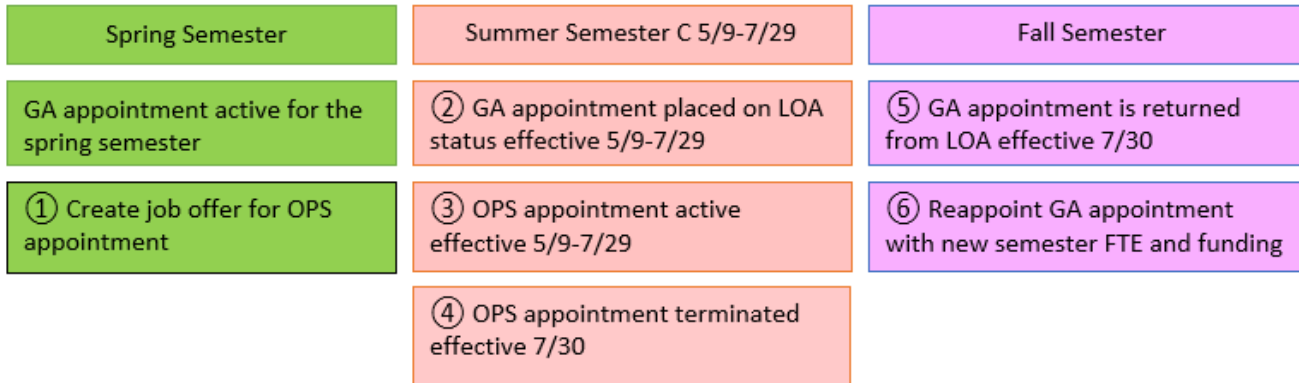 Spring Semester
GA appointment active for the
spring semester
① Create job offer for OPS
appointment
Summer Semester C 5/9-7/29
② GA appointment placed on LOA
status effective 5/9-7/29
③ OPS appointment active
effective 5/9-7/29
④ OPS appointment terminated
effective 7/30
Fall Semester
⑤ GA appointment is returned
from LOA effective 7/30
⑥ Reappoint GA appointment
with new semester FTE and funding